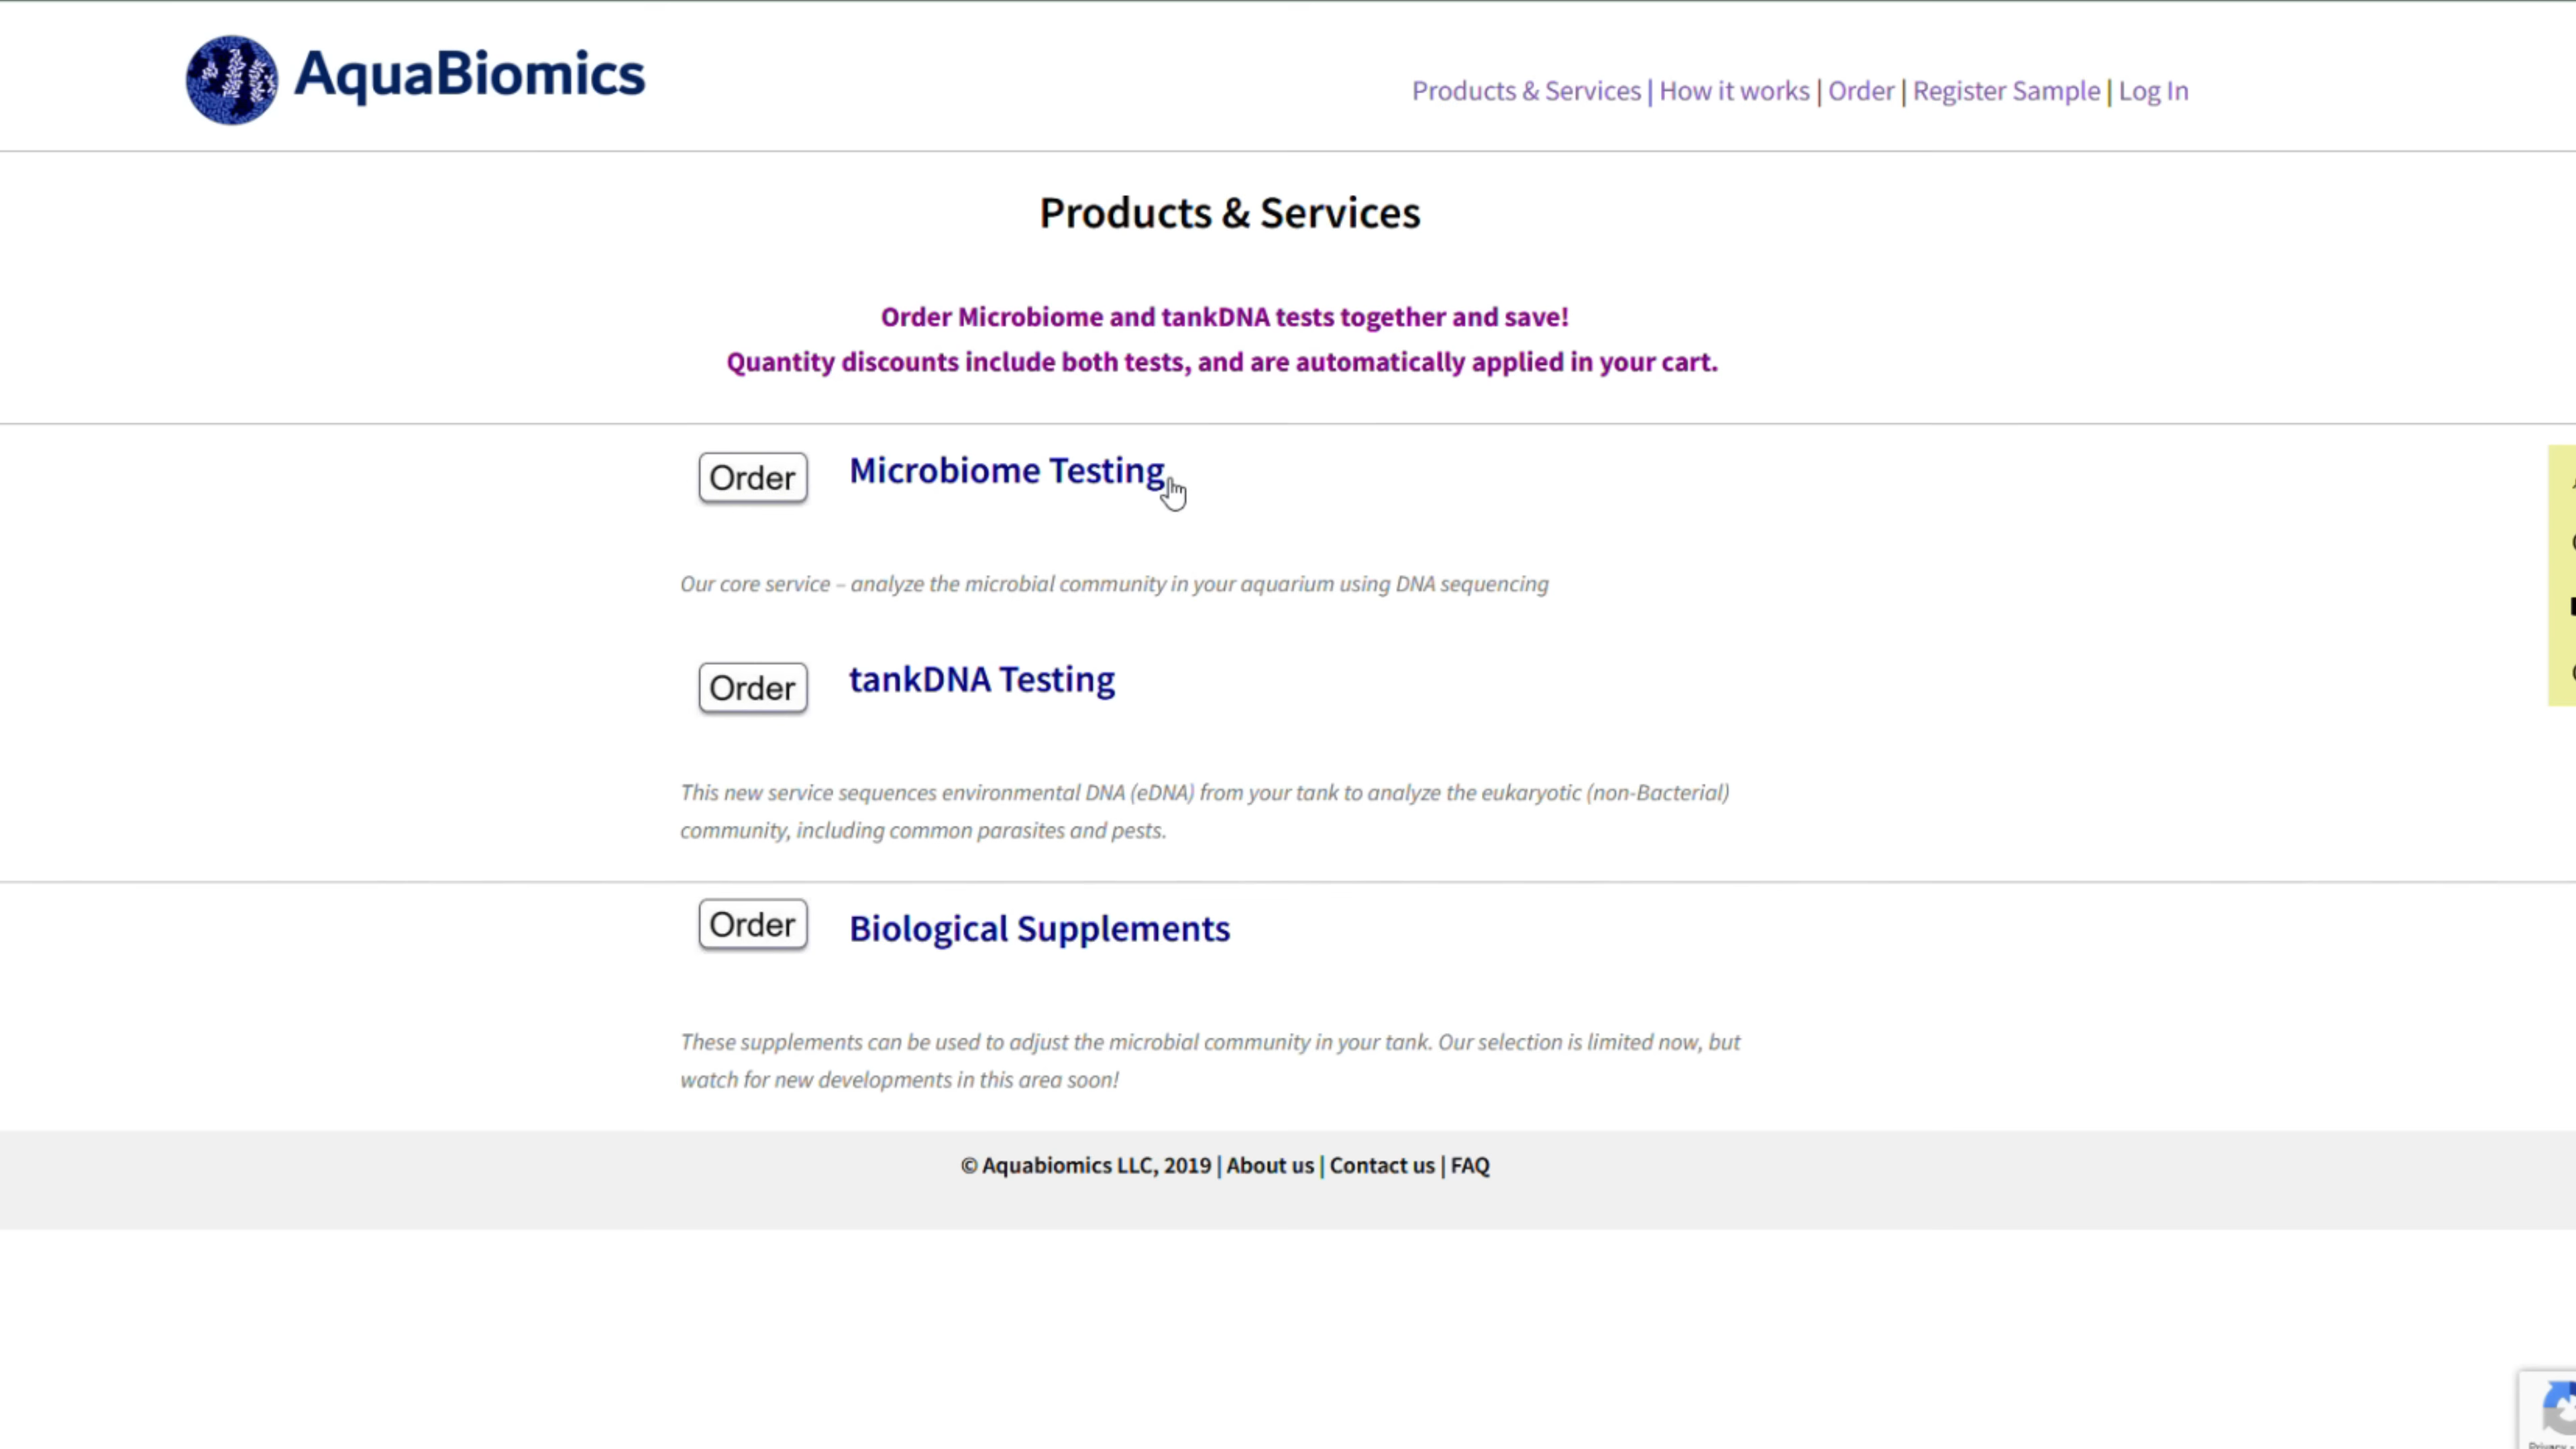 AquaBiomics
Products & Services | How it works | Order | Register Sample | Log In
Products & Services
Order Microbiome and tankDNA tests together and save!
Quantity discounts include both tests, and are automatically applied in your cart.
Order Microbiome Testing
Our core service – analyze the microbial community in your aquarium using DNA sequencing
Order tankDNA Testing
This new service sequences environmental DNA (eDNA) from your tank to analyze the eukaryotic (non-Bacterial)
community, including common parasites and pests.
Order Biological Supplements
These supplements can be used to adjust the microbial community in your tank. Our selection is limited now, but
watch for new developments in this area soon!
© Aquabiomics LLC, 2019 | About us | Contact us | FAQ